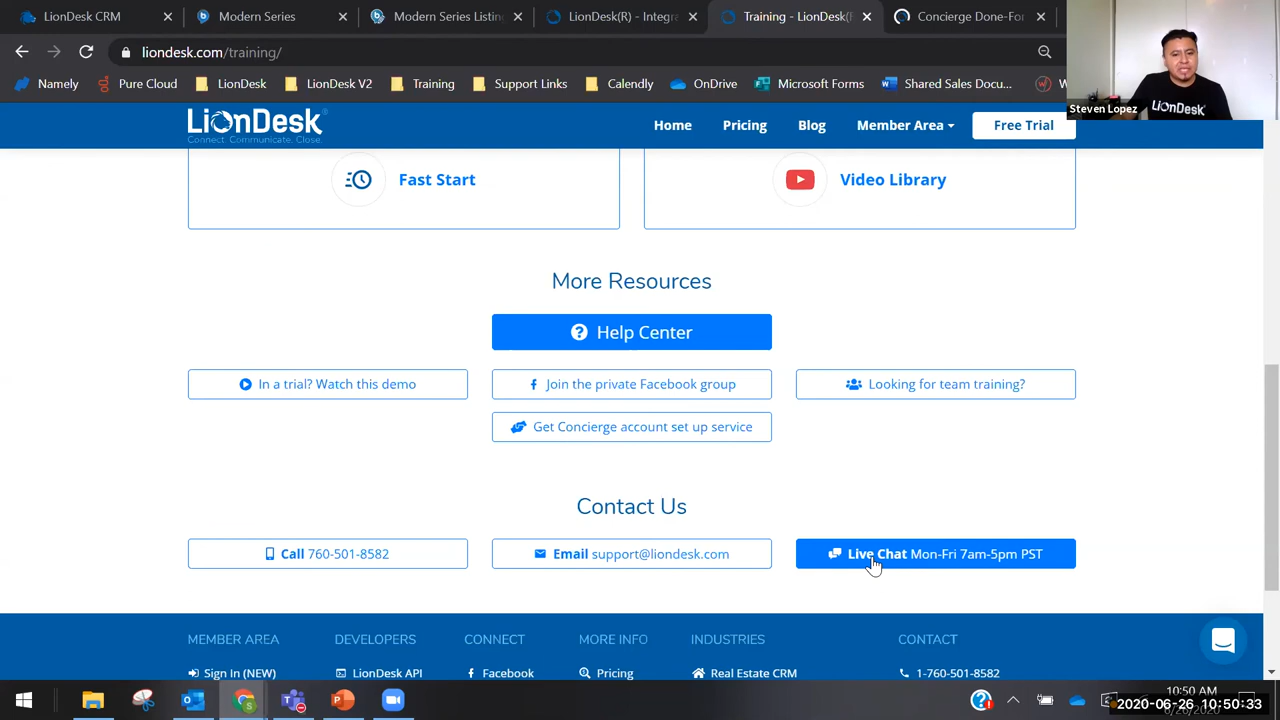 LionDesk CRM
Modern Series
Modern Series Listing
LionDesk(R) - Integra
Training - LionDesk(R
Concierge Done-For
liondesk.com/training/
Namely
Pure Cloud
LionDesk
LionDesk V2
Training
Support Links
Calendly
OnDrive
Microsoft Forms
Shared Sales Docu...
LionDesk
Steven Lopez
LionDesk®
Connect. Communicate. Close.
Home
Pricing
Blog
Member Area
Free Trial
Fast Start
Video Library
More Resources
Help Center
In a trial? Watch this demo
Join the private Facebook group
Looking for team training?
Get Concierge account set up service
Contact Us
Call 760-501-8582
Email support@liondesk.com
Live Chat Mon-Fri 7am-5pm PST
MEMBER AREA
DEVELOPERS
CONNECT
MORE INFO
INDUSTRIES
CONTACT
Sign In (NEW)
LionDesk API
Facebook
Pricing
Real Estate CRM
1-760-501-8582
10:50 AM
2020-06-26 10:50:33